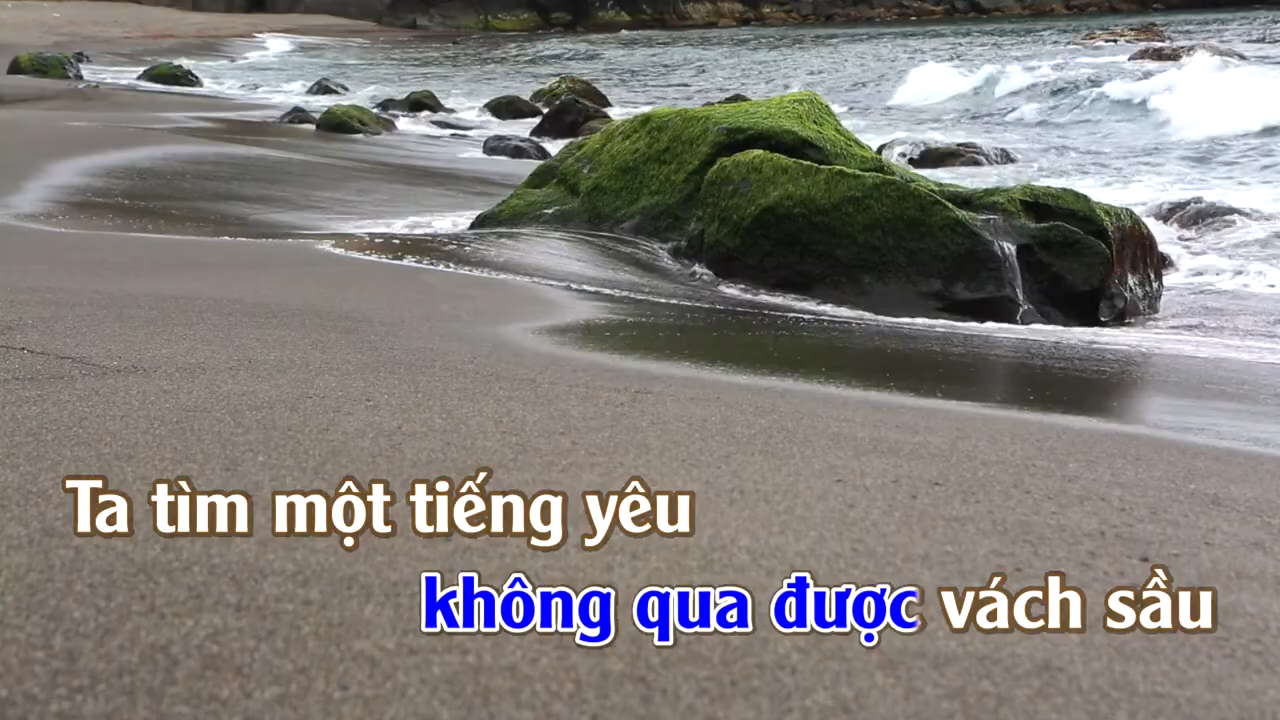 Ta tìm một tiếng yêu
không qua được vách sầu